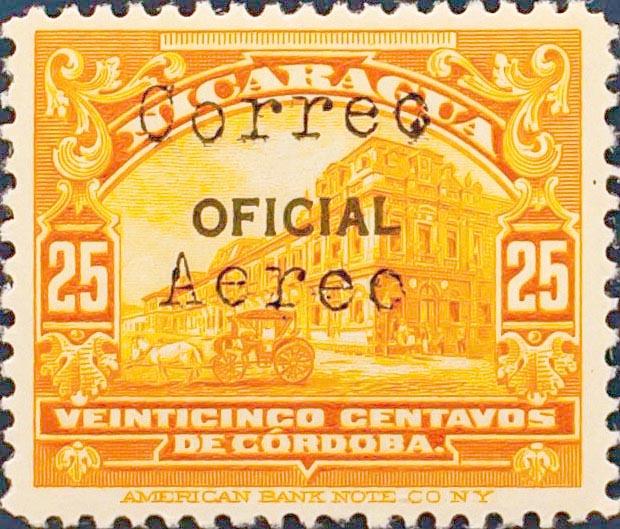 NICARAGUA
Correo
OFICIAL
Aereo
25 25
VEINTICINCO CENTAVOS
DE CÓRDOBA.
AMERICAN BANK NOTE CO NY